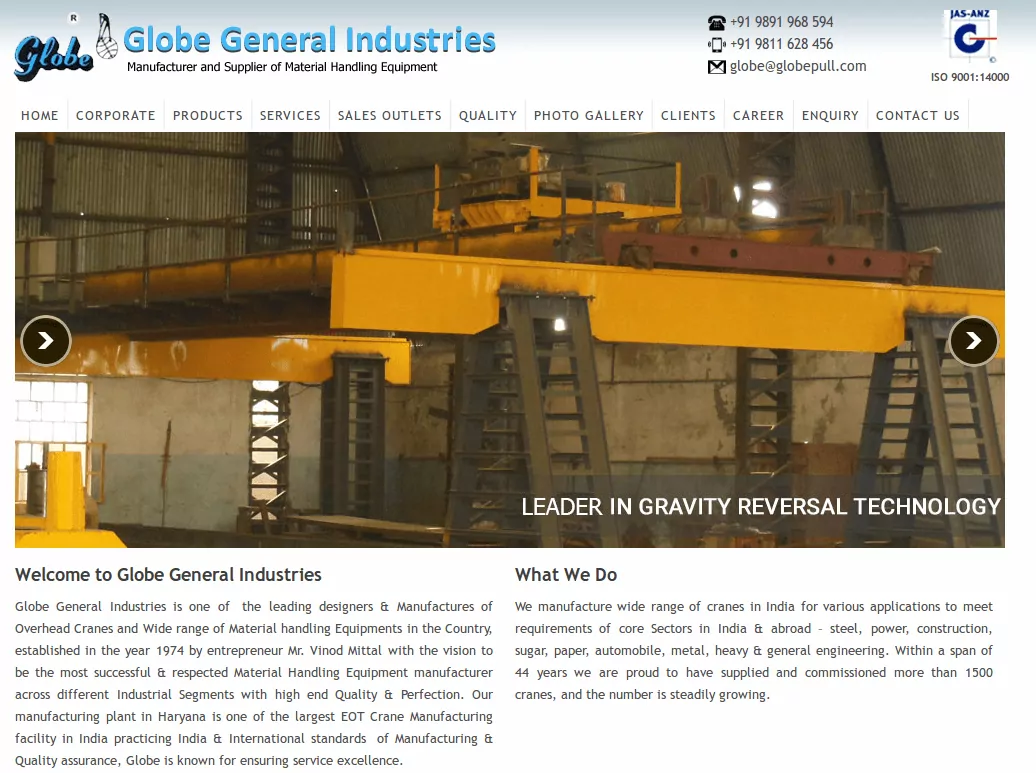 R
Globe
Globe General Industries
Manufacturer and Supplier of Material Handling Equipment
+91 9891 968 594
+91 9811 628 456
globe@globepull.com
JAS-ANZ
ISO 9001:14000
HOME CORPORATE PRODUCTS SERVICES SALES OUTLETS QUALITY PHOTO GALLERY CLIENTS CAREER ENQUIRY CONTACT US
LEADER IN GRAVITY REVERSAL TECHNOLOGY
Welcome to Globe General Industries
Globe General Industries is one of the leading designers & Manufactures of
Overhead Cranes and Wide range of Material handling Equipments in the Country,
established in the year 1974 by entrepreneur Mr. Vinod Mittal with the vision to
be the most successful & respected Material Handling Equipment manufacturer
across different Industrial Segments with high end Quality & Perfection. Our
manufacturing plant in Haryana is one of the largest EOT Crane Manufacturing
facility in India practicing India & International standards of Manufacturing &
Quality assurance, Globe is known for ensuring service excellence.
What We Do
We manufacture wide range of cranes in India for various applications to meet
requirements of core Sectors in India & abroad – steel, power, construction,
sugar, paper, automobile, metal, heavy & general engineering. Within a span of
44 years we are proud to have supplied and commissioned more than 1500
cranes, and the number is steadily growing.